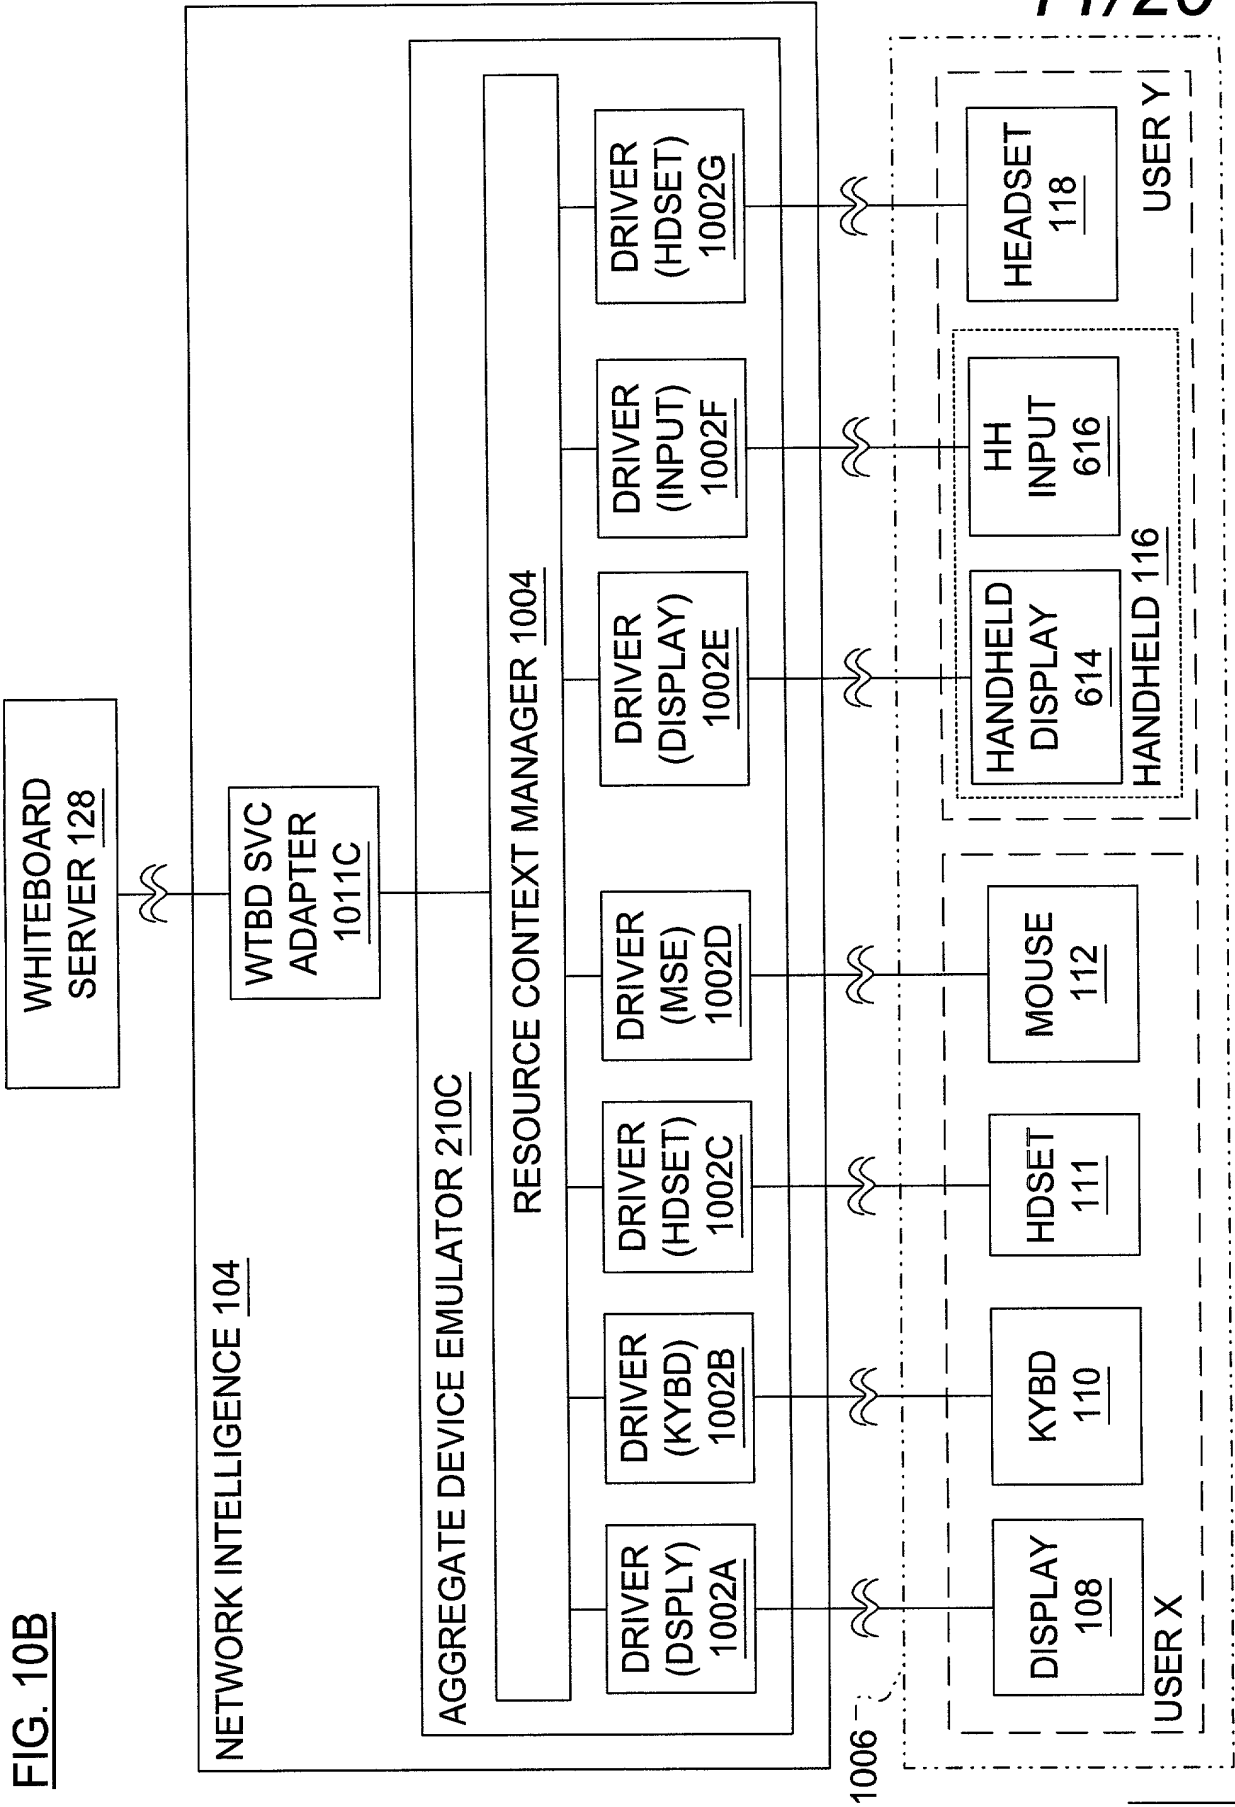 FIG. 10B
WHITEBOARD
SERVER 128
NETWORK INTELLIGENCE 104
WTBD SVC
ADAPTER
1011C
AGGREGATE DEVICE EMULATOR 210C
RESOURCE CONTEXT MANAGER 1004
DRIVER
(DSPLY)
1002A
DRIVER
(KYBD)
1002B
DRIVER
(HDSET)
1002C
DRIVER
(MSE)
1002D
DRIVER
(DISPLAY)
1002E
DRIVER
(INPUT)
1002F
DRIVER
(HDSET)
1002G
1006
DISPLAY
108
KYBD
110
HDSET
111
MOUSE
112
USER X
HANDHELD
DISPLAY
614
HH
INPUT
616
HANDHELD 116
HEADSET
118
USER Y